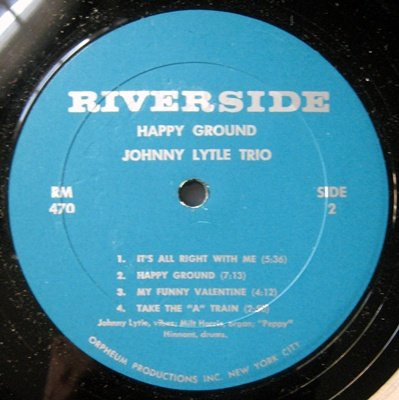 RIVERSIDE
HAPPY GROUND
JOHNNY LYTLE TRIO
RM
470
SIDE
2
1. IT'S ALL RIGHT WITH ME (5:36)
2. HAPPY GROUND (7:13)
3. MY FUNNY VALENTINE (4:12)
4. TAKE THE "A" TRAIN
Johnny Lytle, vibes; Milt Harris, organ; "Peppy"
Hinnant, drums.
ORPHEUM PRODUCTIONS INC. NEW YORK CITY